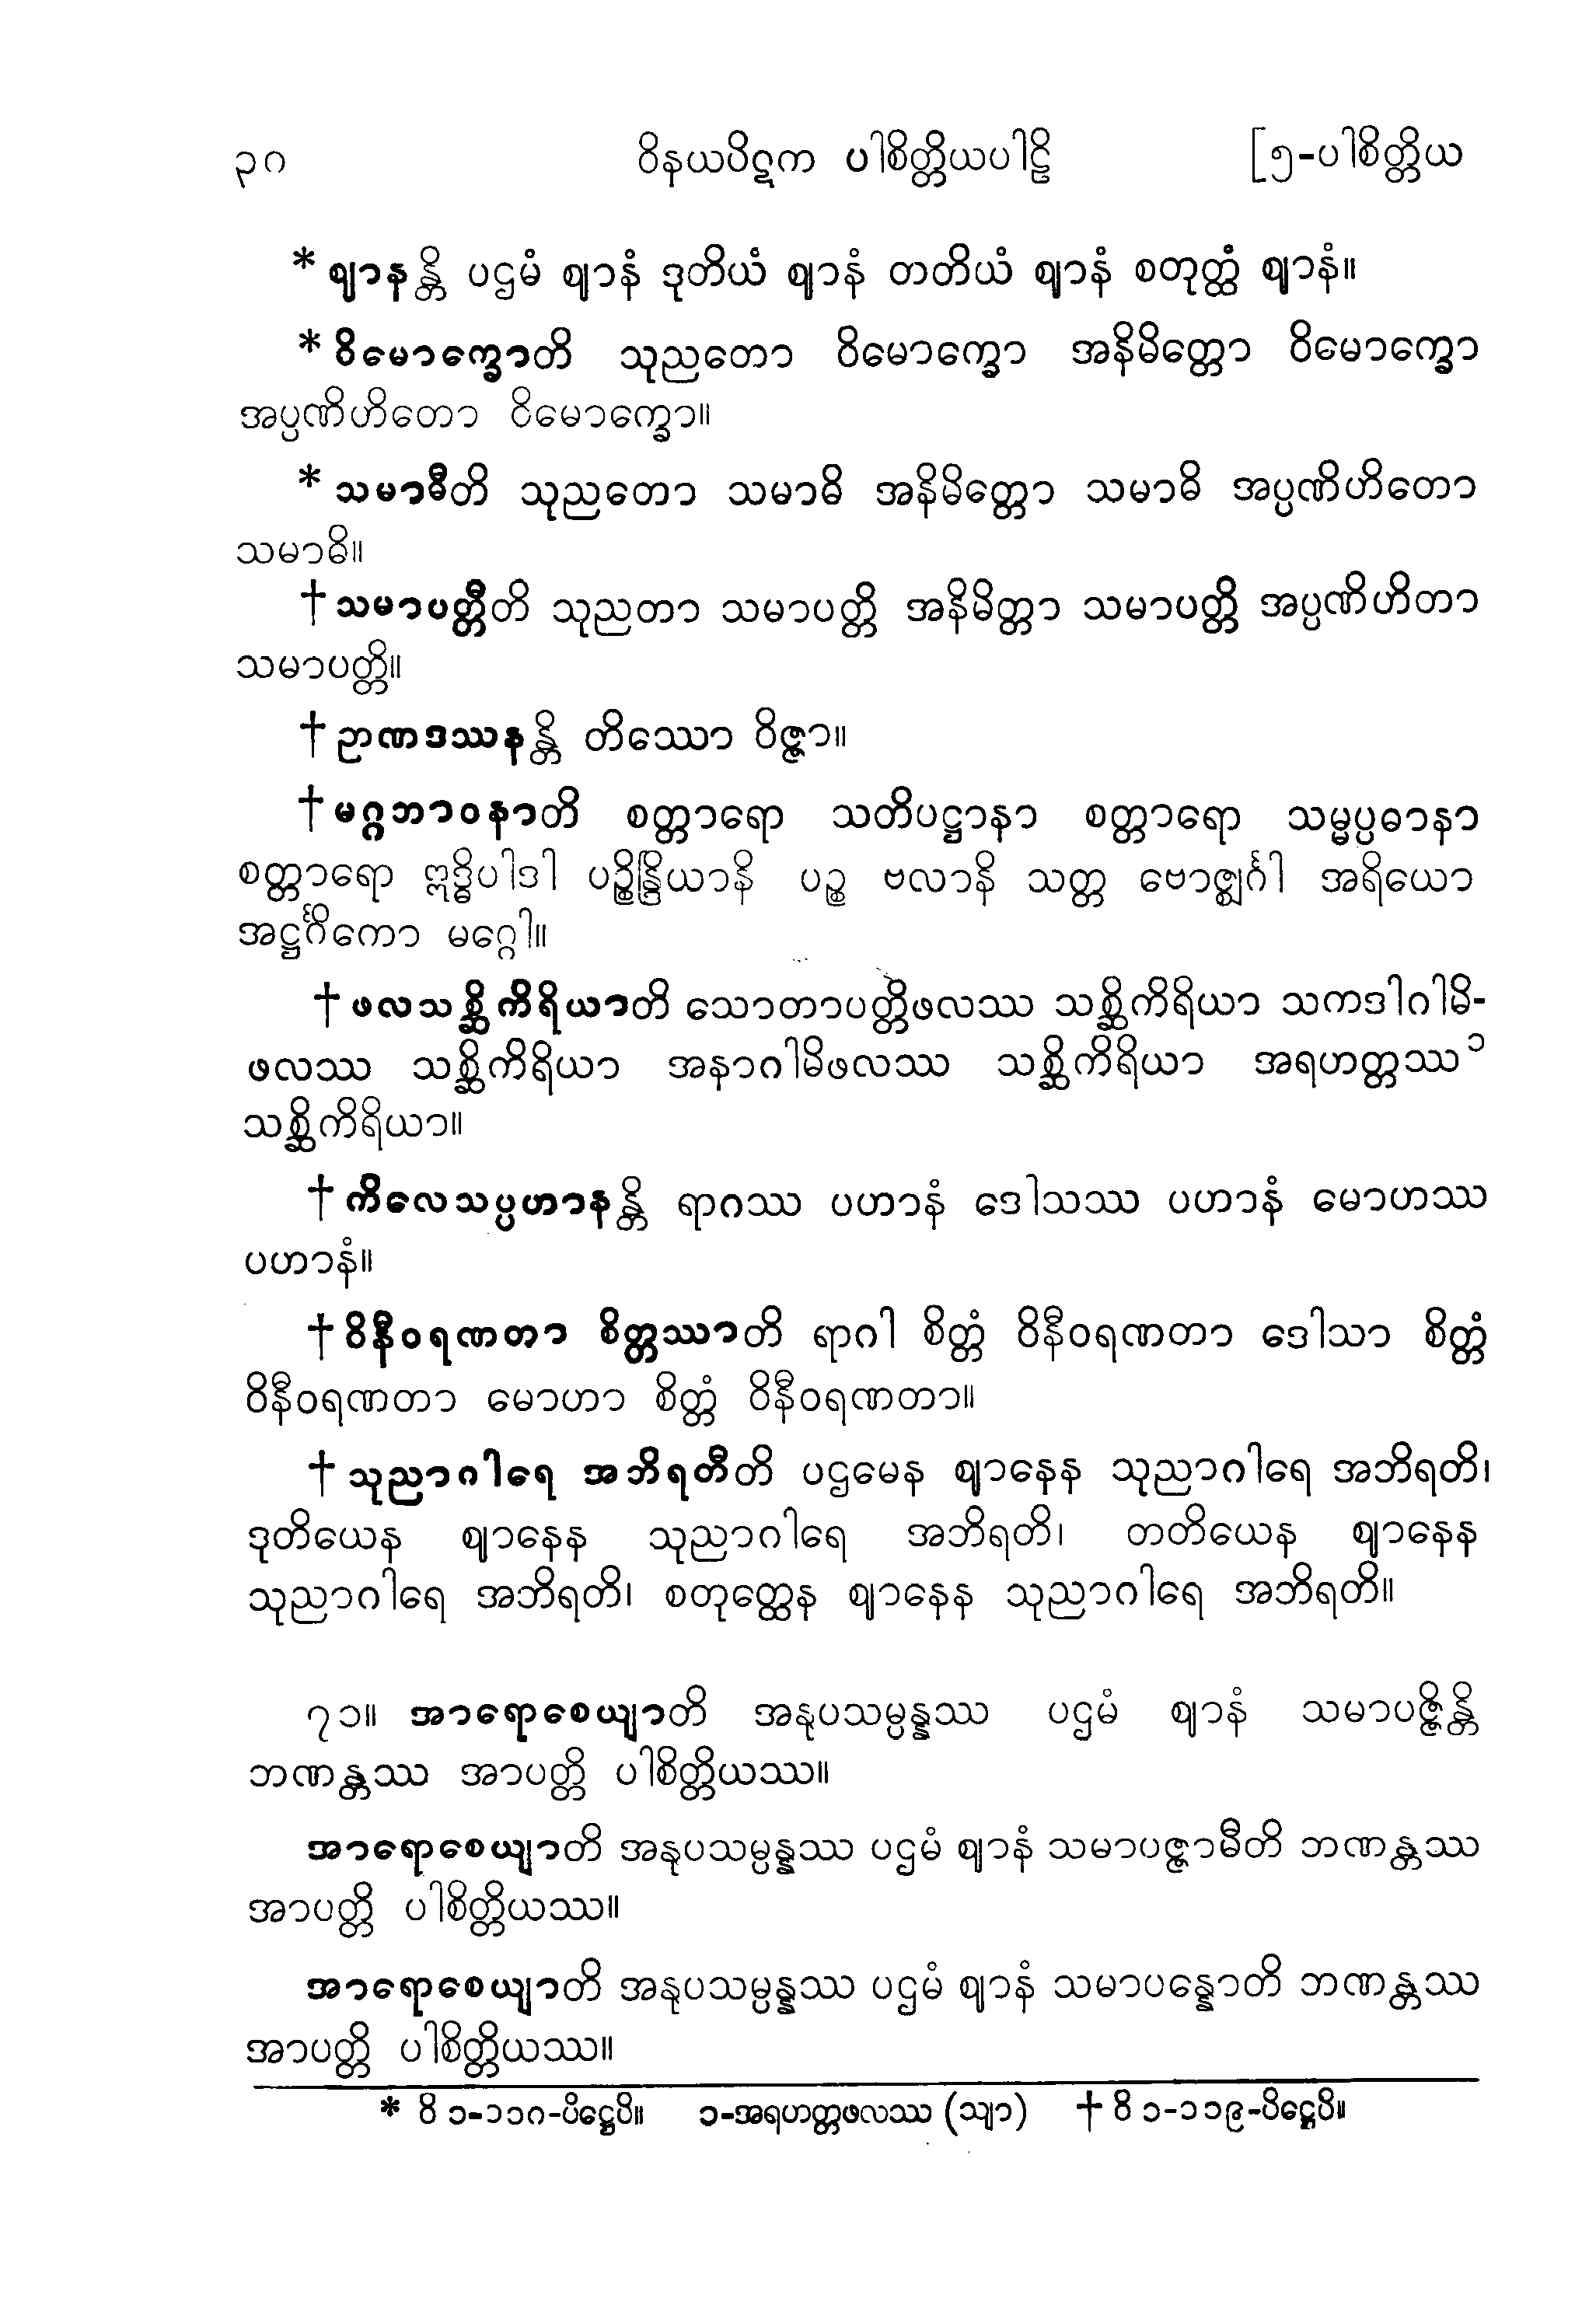 ၃ဂ ဝိနယပိဋက ပါစိတ္တိယပါဠိ [၅-ပါစိတ္တိယ
* ဈာနန္တိ ပဌမံ ဈာနံ ဒုတိယံ ဈာနံ တတိယံ ဈာနံ စတုတ္ထံ ဈာနံ။
* ဝိမောက္ခောတိ သုညတော ဝိမောက္ခော အနိမိတ္တော ဝိမောက္ခော
အပ္ပဏိဟိတော ဝိမောက္ခော။
* သမာဓီတိ သုညတော သမာဓိ အနိမိတ္တော သမာဓိ အပ္ပဏိဟိတော
သမာဓိ။
† သမာပတ္တီတိ သုညတာ သမာပတ္တိ အနိမိတ္တာ သမာပတ္တိ အပ္ပဏိဟိတာ
သမာပတ္တိ။
† ဉာဏဒဿနန္တိ တိဿော ဝိဇ္ဇာ။
† မဂ္ဂဘာဝနာတိ စတ္တာရော သတိပဋ္ဌာနာ စတ္တာရော သမ္မပ္ပဓာနာ
စတ္တာရော ဣဒ္ဓိပါဒါ ပဉ္စိန္ဒြိယာနိ ပဉ္စ ဗလာနိ သတ္တ ဗောဇ္ဈင်္ဂါ အရိယော
အဋ္ဌင်္ဂိကော မဂ္ဂေါ။
† ဖလသစ္ဆိကိရိယာတိ သောတာပတ္တိဖလဿ သစ္ဆိကိရိယာ သကဒါဂါမိ-
ဖလဿ သစ္ဆိကိရိယာ အနာဂါမိဖလဿ သစ္ဆိကိရိယာ အရဟတ္တဿ ၁
သစ္ဆိကိရိယာ။
† ကိလေသပ္ပဟာနန္တိ ရာဂဿ ပဟာနံ ဒေါသဿ ပဟာနံ မောဟဿ
ပဟာနံ။
† ဝိနီဝရဏတာ စိတ္တဿာတိ ရာဂါ စိတ္တံ ဝိနီဝရဏတာ ဒေါသာ စိတ္တံ
ဝိနီဝရဏတာ မောဟာ စိတ္တံ ဝိနီဝရဏတာ။
† သုညာဂါရေ အဘိရတီတိ ပဌမေန ဈာနေန သုညာဂါရေ အဘိရတိ၊
ဒုတိယေန ဈာနေန သုညာဂါရေ အဘိရတိ၊ တတိယေန ဈာနေန
သုညာဂါရေ အဘိရတိ၊ စတုတ္ထေန ဈာနေန သုညာဂါရေ အဘိရတိ။
၇၁။ အာရောစေယျာတိ အနုပသမ္ပန္နဿ ပဌမံ ဈာနံ သမာပဇ္ဇိန္တိ
ဘဏန္တဿ အာပတ္တိ ပါစိတ္တိယဿ။
အာရောစေယျာတိ အနုပသမ္ပန္နဿ ပဌမံ ဈာနံ သမာပဇ္ဇာမီတိ ဘဏန္တဿ
အာပတ္တိ ပါစိတ္တိယဿ။
အာရောစေယျာတိ အနုပသမ္ပန္နဿ ပဌမံ ဈာနံ သမာပန္နောတိ ဘဏန္တဿ
အာပတ္တိ ပါစိတ္တိယဿ။
* ဝိ ၁-၁၁ဂ-ပိဋ္ဌေပိ။ ၁-အရဟတ္တဖလဿ (သျာ) † ဝိ ၁-၁၁၉-ပိဋ္ဌေပိ။